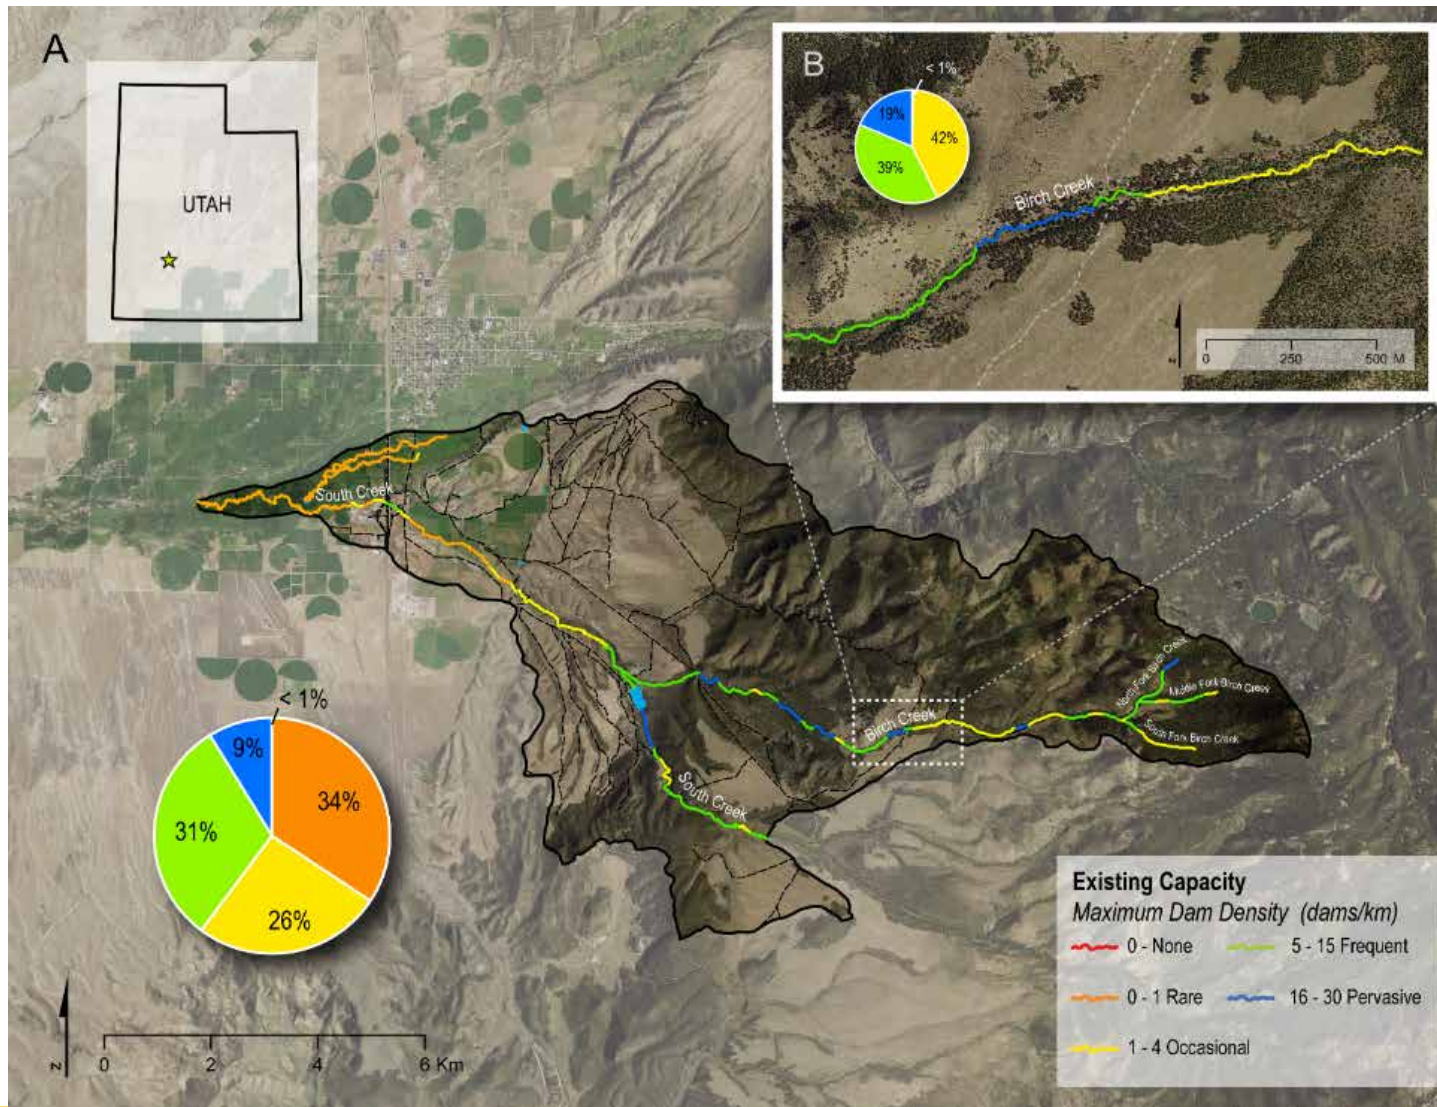 A
UTAH
B
< 1%
19%
42%
39%
Birch Creek
N
0 250 500 M
South Creek
North Fork Birch Creek
Middle Fork Birch Creek
South Fork Birch Creek
Birch Creek
South Creek
< 1%
9%
34%
31%
26%
N
0 2 4 6 Km
Existing Capacity
Maximum Dam Density (dams/km)
0 - None 5 - 15 Frequent
0 - 1 Rare 16 - 30 Pervasive
1 - 4 Occasional